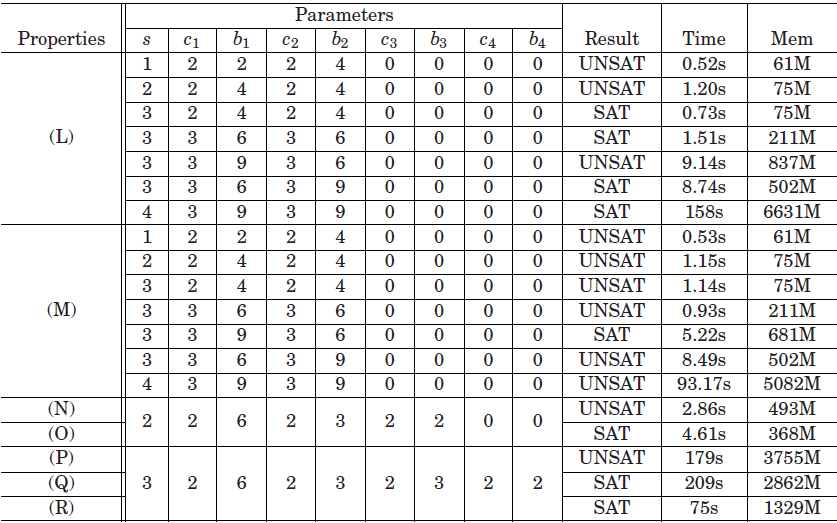 Parameters
Properties s c1 b1 c2 b2 c3 b3 c4 b4 Result Time Mem
1 2 2 2 4 0 0 0 0 UNSAT 0.52s 61M
2 2 4 2 4 0 0 0 0 UNSAT 1.20s 75M
3 2 4 2 4 0 0 0 0 SAT 0.73s 75M
(L) 3 3 6 3 6 0 0 0 0 SAT 1.51s 211M
3 3 9 3 6 0 0 0 0 UNSAT 9.14s 837M
3 3 6 3 9 0 0 0 0 SAT 8.74s 502M
4 3 9 3 9 0 0 0 0 SAT 158s 6631M
1 2 2 2 4 0 0 0 0 UNSAT 0.53s 61M
2 2 4 2 4 0 0 0 0 UNSAT 1.15s 75M
3 2 4 2 4 0 0 0 0 UNSAT 1.14s 75M
(M) 3 3 6 3 6 0 0 0 0 UNSAT 0.93s 211M
3 3 9 3 6 0 0 0 0 SAT 5.22s 681M
3 3 6 3 9 0 0 0 0 UNSAT 8.49s 502M
4 3 9 3 9 0 0 0 0 UNSAT 93.17s 5082M
(N) UNSAT 2.86s 493M
2 2 6 2 3 2 2 0 0
(O) SAT 4.61s 368M
(P) UNSAT 179s 3755M
(Q) 3 2 6 2 3 2 3 2 2 SAT 209s 2862M
(R) SAT 75s 1329M